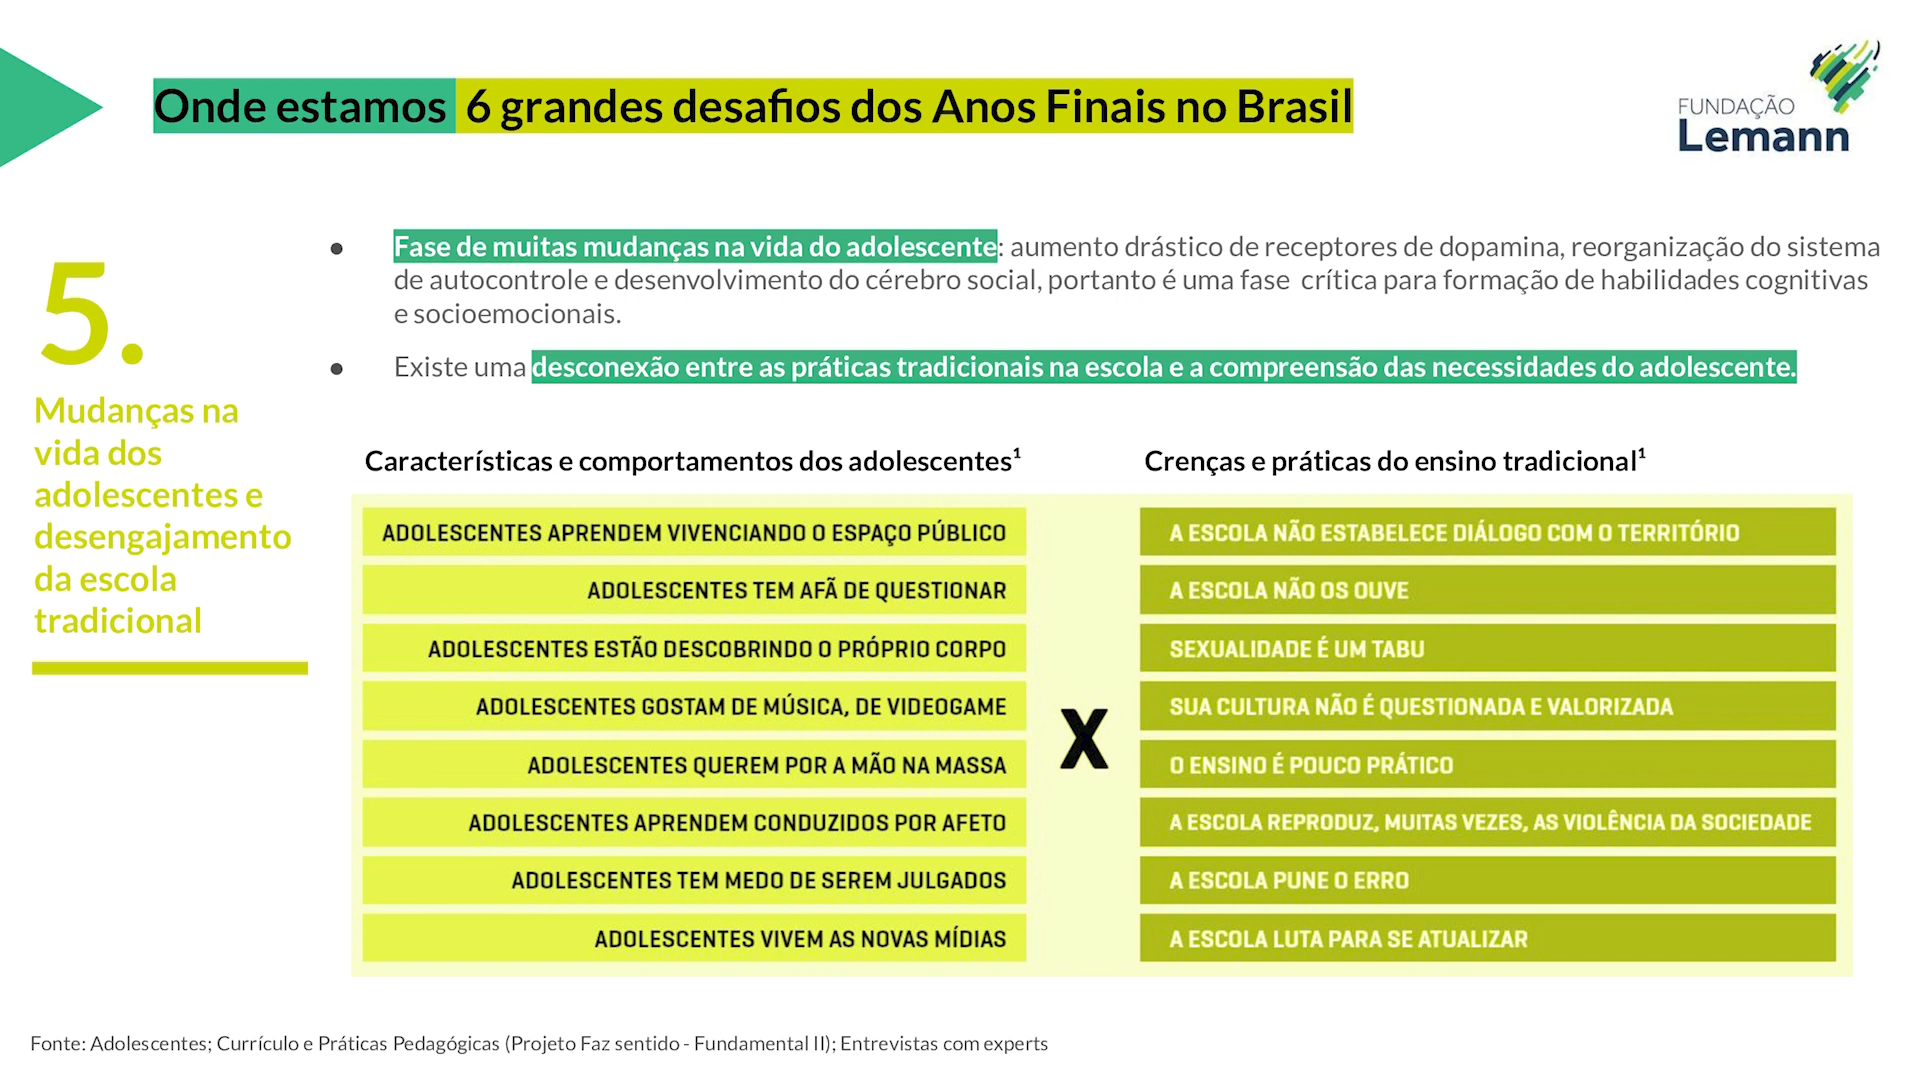 Onde estamos 6 grandes desafios dos Anos Finais no Brasil
FUNDAÇÃO
Lemann
5.
Mudanças na
vida dos
adolescentes e
desengajamento
da escola
tradicional
● Fase de muitas mudanças na vida do adolescente: aumento drástico de receptores de dopamina, reorganização do sistema
de autocontrole e desenvolvimento do cérebro social, portanto é uma fase crítica para formação de habilidades cognitivas
e socioemocionais.
● Existe uma desconexão entre as práticas tradicionais na escola e a compreensão das necessidades do adolescente.
Características e comportamentos dos adolescentes¹
ADOLESCENTES APRENDEM VIVENCIANDO O ESPAÇO PÚBLICO
ADOLESCENTES TEM AFÃ DE QUESTIONAR
ADOLESCENTES ESTÃO DESCOBRINDO O PRÓPRIO CORPO
ADOLESCENTES GOSTAM DE MÚSICA, DE VIDEOGAME
ADOLESCENTES QUEREM POR A MÃO NA MASSA
ADOLESCENTES APRENDEM CONDUZIDOS POR AFETO
ADOLESCENTES TEM MEDO DE SEREM JULGADOS
ADOLESCENTES VIVEM AS NOVAS MÍDIAS
X
Crenças e práticas do ensino tradicional¹
A ESCOLA NÃO ESTABELECE DIÁLOGO COM O TERRITÓRIO
A ESCOLA NÃO OS OUVE
SEXUALIDADE É UM TABU
SUA CULTURA NÃO É QUESTIONADA E VALORIZADA
O ENSINO É POUCO PRÁTICO
A ESCOLA REPRODUZ, MUITAS VEZES, AS VIOLÊNCIA DA SOCIEDADE
A ESCOLA PUNE O ERRO
A ESCOLA LUTA PARA SE ATUALIZAR
Fonte: Adolescentes; Currículo e Práticas Pedagógicas (Projeto Faz sentido - Fundamental II); Entrevistas com experts